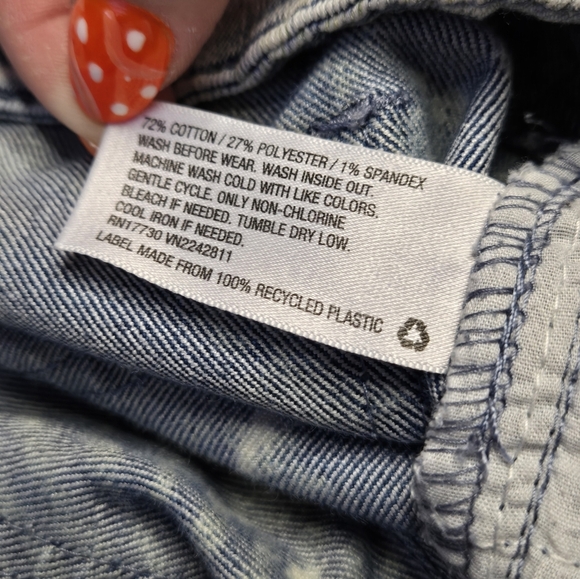 72% COTTON / 27% POLYESTER / 1% SPANDEX
WASH BEFORE WEAR. WASH INSIDE OUT.
MACHINE WASH COLD WITH LIKE COLORS.
GENTLE CYCLE. ONLY NON-CHLORINE
BLEACH IF NEEDED. TUMBLE DRY LOW.
COOL IRON IF NEEDED.
RN17730 VN2242811
LABEL MADE FROM 100% RECYCLED PLASTIC